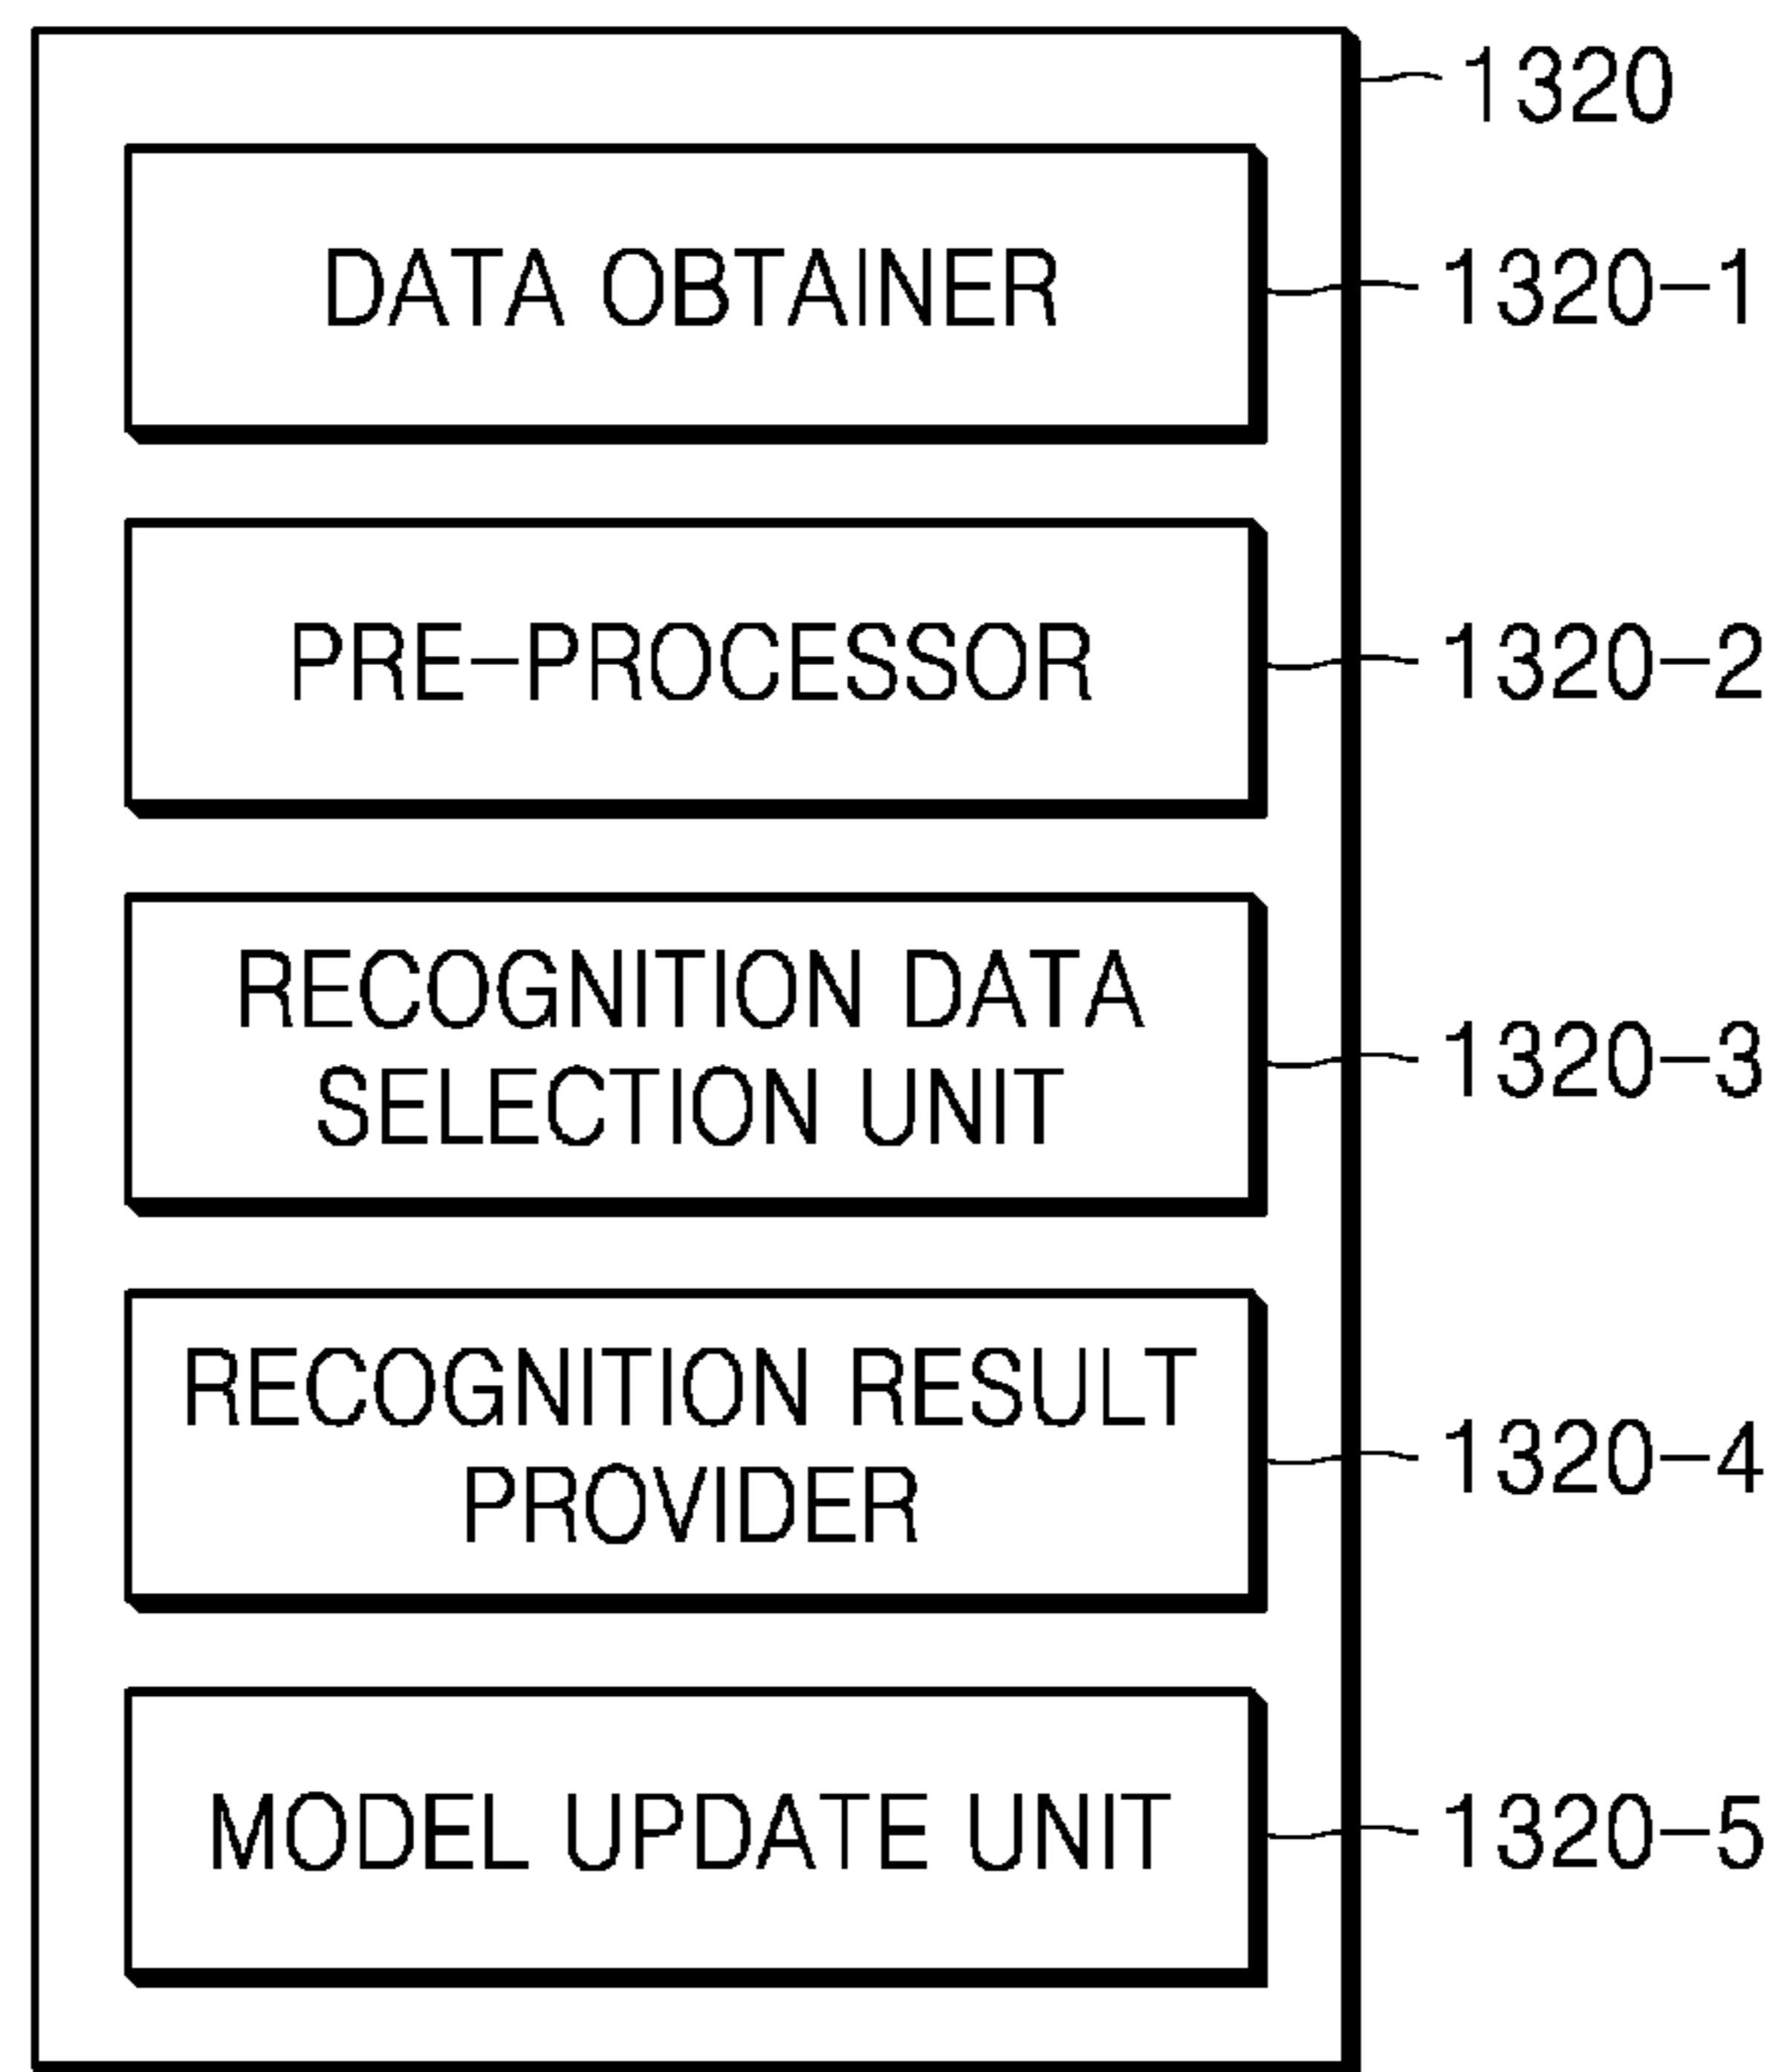 1320
DATA OBTAINER
1320-1
PRE-PROCESSOR
1320-2
RECOGNITION DATA
SELECTION UNIT
1320-3
RECOGNITION RESULT
PROVIDER
1320-4
MODEL UPDATE UNIT
1320-5